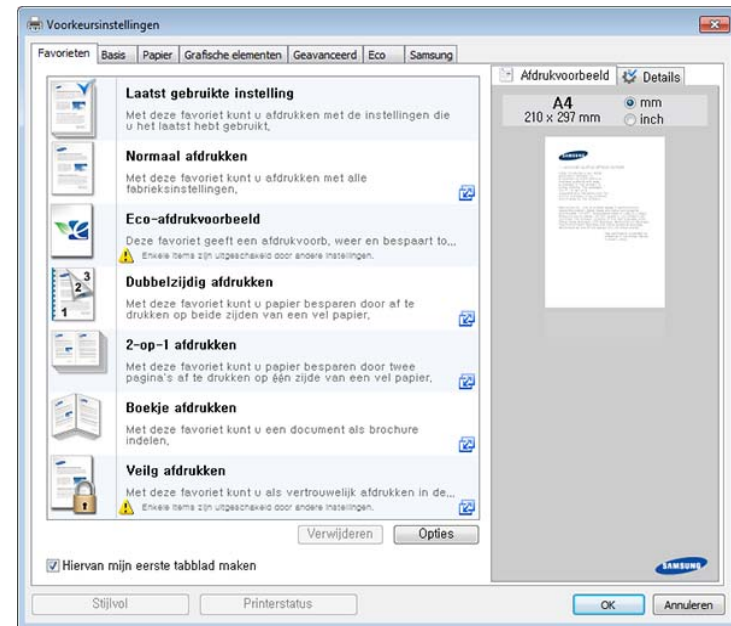 Voorkeursinstellingen
Favorieten Basis Papier Grafische elementen Geavanceerd Eco Samsung
Laatst gebruikte instelling
Met deze favoriet kunt u afdrukken met de instellingen die
u het laatst hebt gebruikt.
Normaal afdrukken
Met deze favoriet kunt u afdrukken met alle
fabrieksinstellingen.
Eco-afdrukvoorbeeld
Deze favoriet geeft een afdrukvoorb, weer en bespaart to...
Enkele items zijn uitgeschakeld door andere instellingen.
Dubbelzijdig afdrukken
Met deze favoriet kunt u papier besparen door af te
drukken op beide zijden van een vel papier.
2-op-1 afdrukken
Met deze favoriet kunt u papier besparen door twee
pagina's af te drukken op één zijde van een vel papier.
Boekje afdrukken
Met deze favoriet kunt u een document als brochure
indelen.
Veilg afdrukken
Met deze favoriet kunt u als vertrouwelijk afdrukken in de...
Enkele items zijn uitgeschakeld door andere instellingen.
Verwijderen Opties
Hiervan mijn eerste tabblad maken
Stijlvol Printerstatus
Afdrukvoorbeeld Details
A4
210 x 297 mm
mm
inch
SAMSUNG
SAMSUNG
OK Annuleren
1
2
3